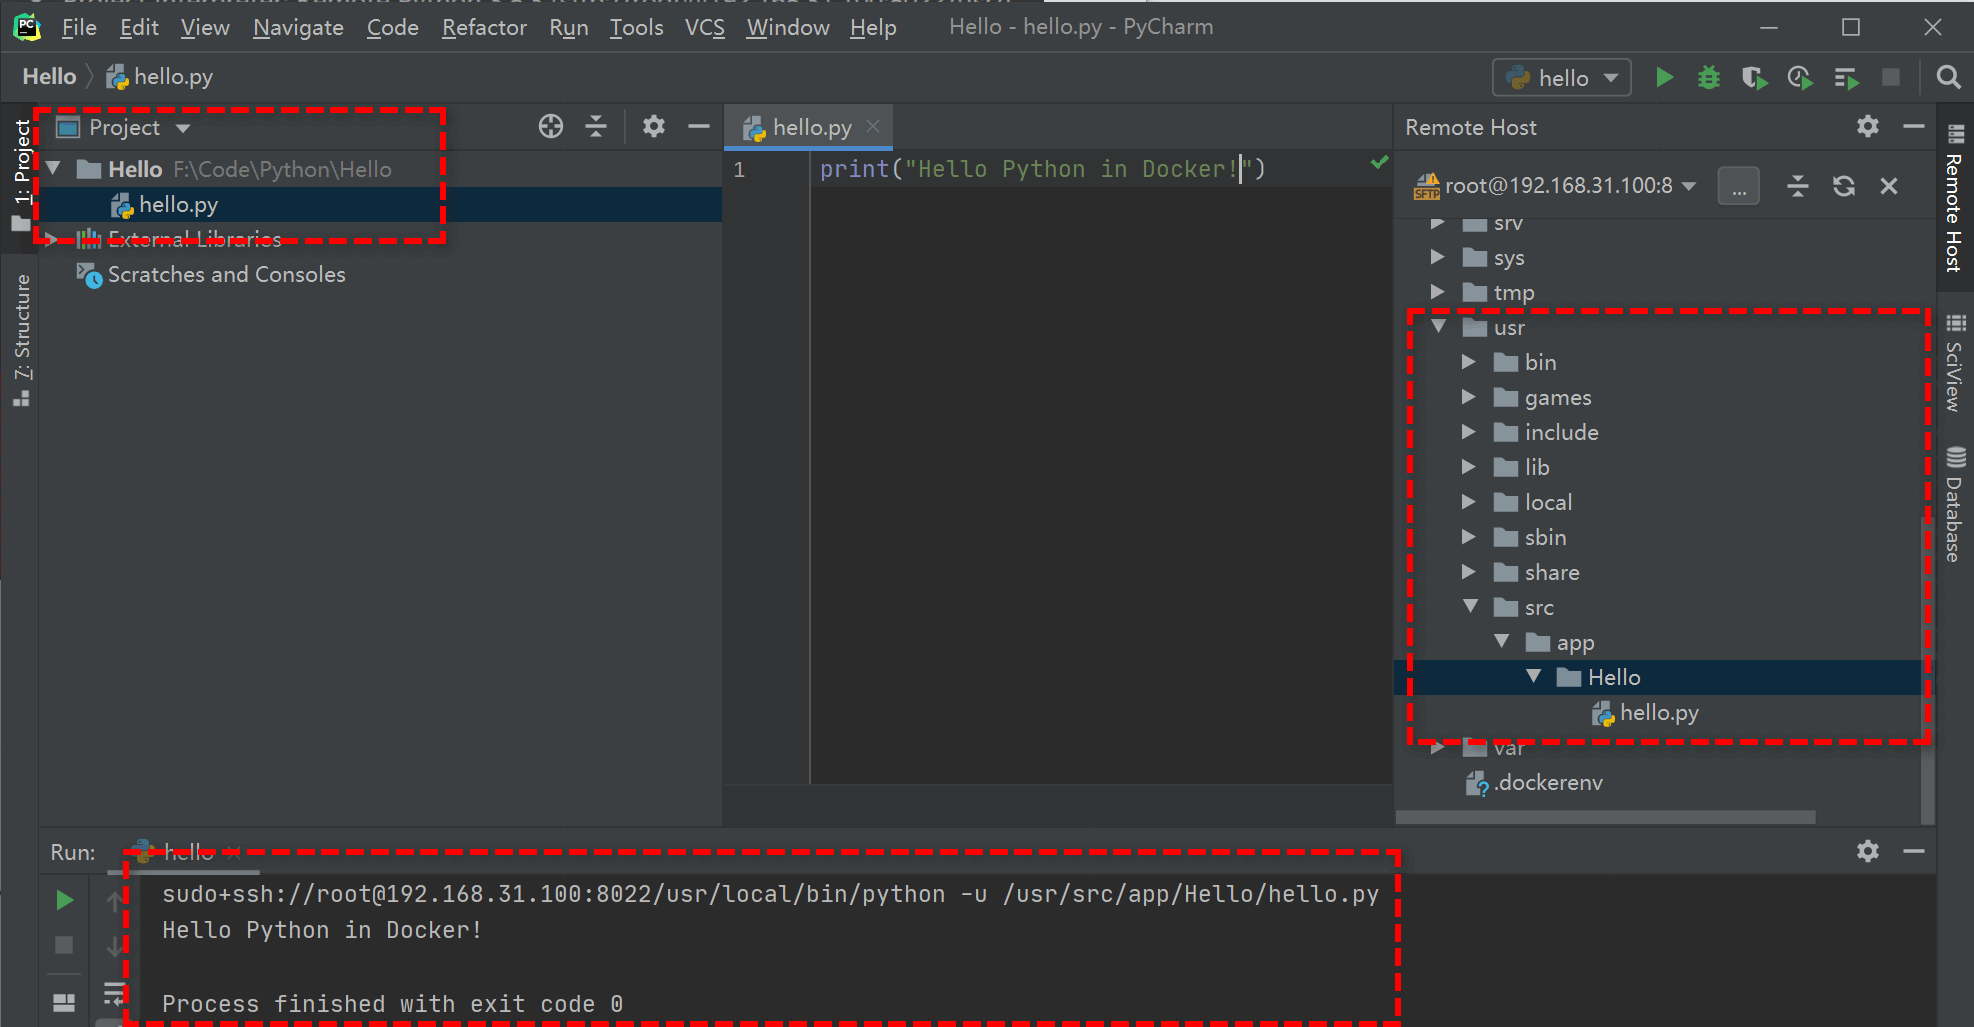 PC File Edit View Navigate Code Refactor Run Tools VCS Window Help Hello - hello.py - PyCharm
Hello hello.py hello
1: Project
7: Structure
Project
Hello F:\Code\Python\Hello
hello.py
External Libraries
Scratches and Consoles
hello.py
1 print("Hello Python in Docker!")
Remote Host
SFTP root@192.168.31.100:8 ...
srv
sys
tmp
usr
bin
games
include
lib
local
sbin
share
src
app
Hello
hello.py
var
.dockerenv
Remote Host
SciView
Database
Run: hello
sudo+ssh://root@192.168.31.100:8022/usr/local/bin/python -u /usr/src/app/Hello/hello.py
Hello Python in Docker!
Process finished with exit code 0